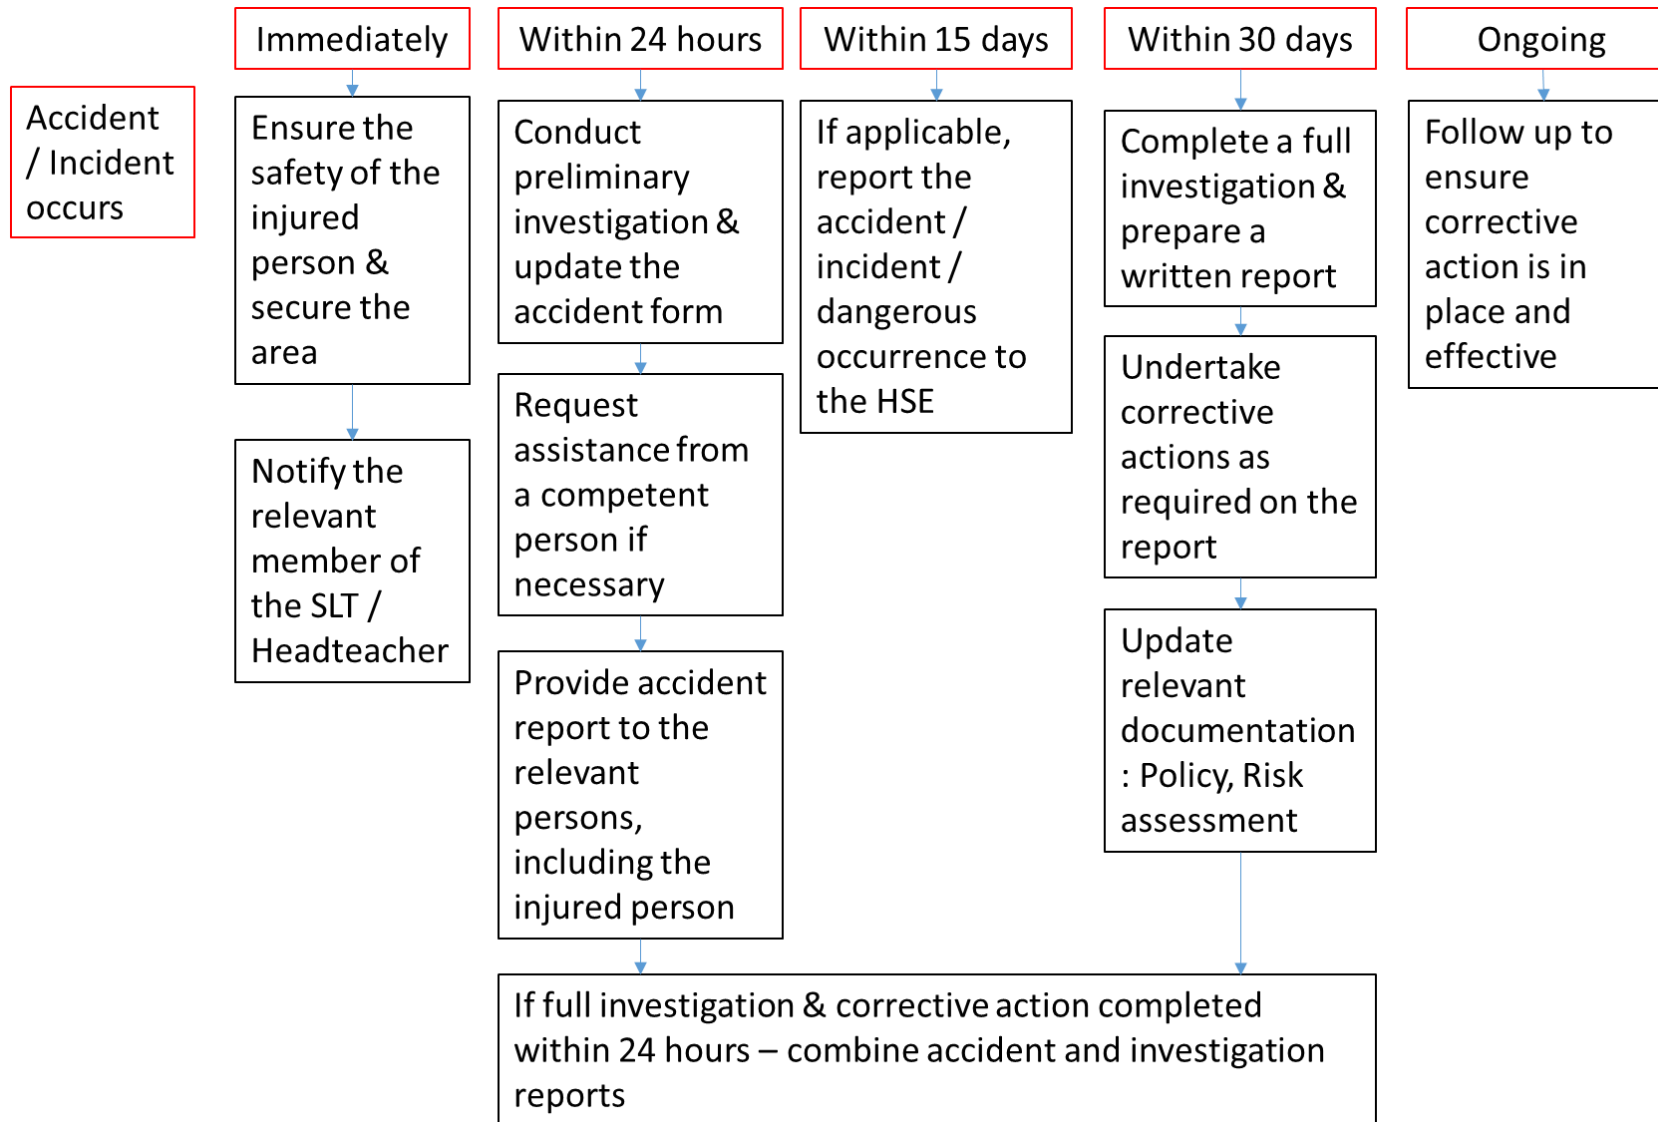 Immediately
Within 24 hours
Within 15 days
Within 30 days
Ongoing
Accident
/ Incident
occurs
Ensure the
safety of the
injured
person &
secure the
area
Notify the
relevant
member of
the SLT /
Headteacher
Conduct
preliminary
investigation &
update the
accident form
Request
assistance from
a competent
person if
necessary
Provide accident
report to the
relevant
persons,
including the
injured person
If applicable,
report the
accident /
incident /
dangerous
occurrence to
the HSE
Complete a full
investigation &
prepare a
written report
Undertake
corrective
actions as
required on the
report
Update
relevant
documentation
: Policy, Risk
assessment
Follow up to
ensure
corrective
action is in
place and
effective
If full investigation & corrective action completed
within 24 hours – combine accident and investigation
reports